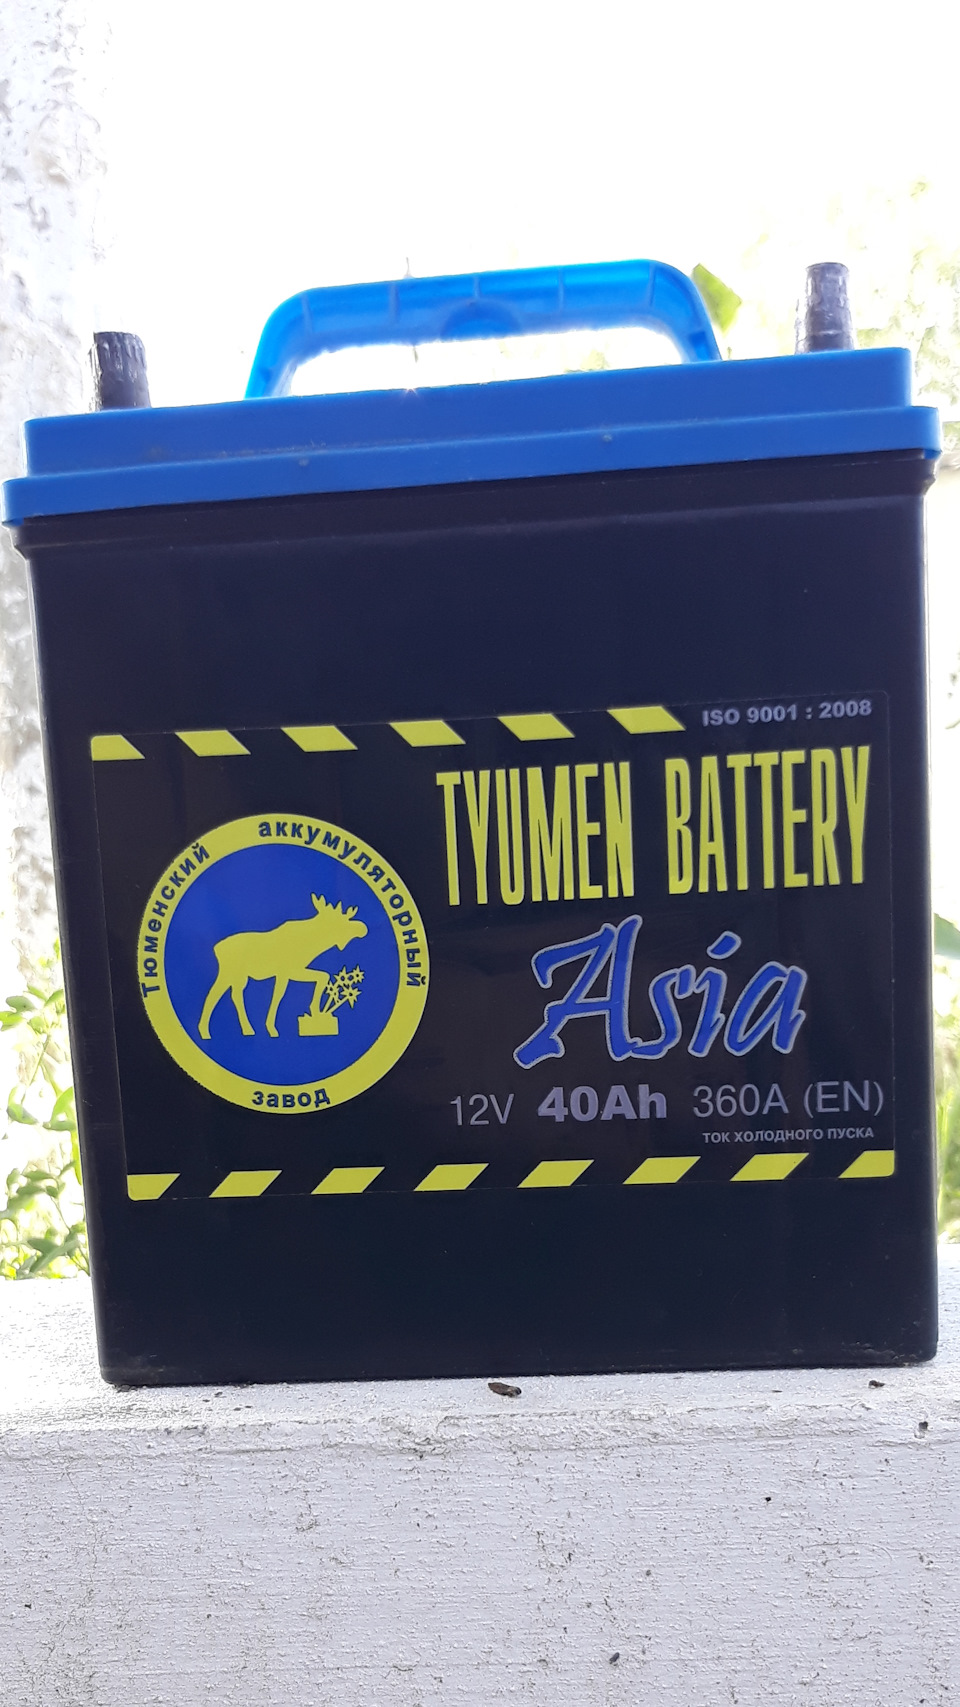 ISO 9001 : 2008
TYUMEN BATTERY
Asia
12V 40Ah 360A (EN)
ток холодного пуска
Тюменский аккумуляторный
завод